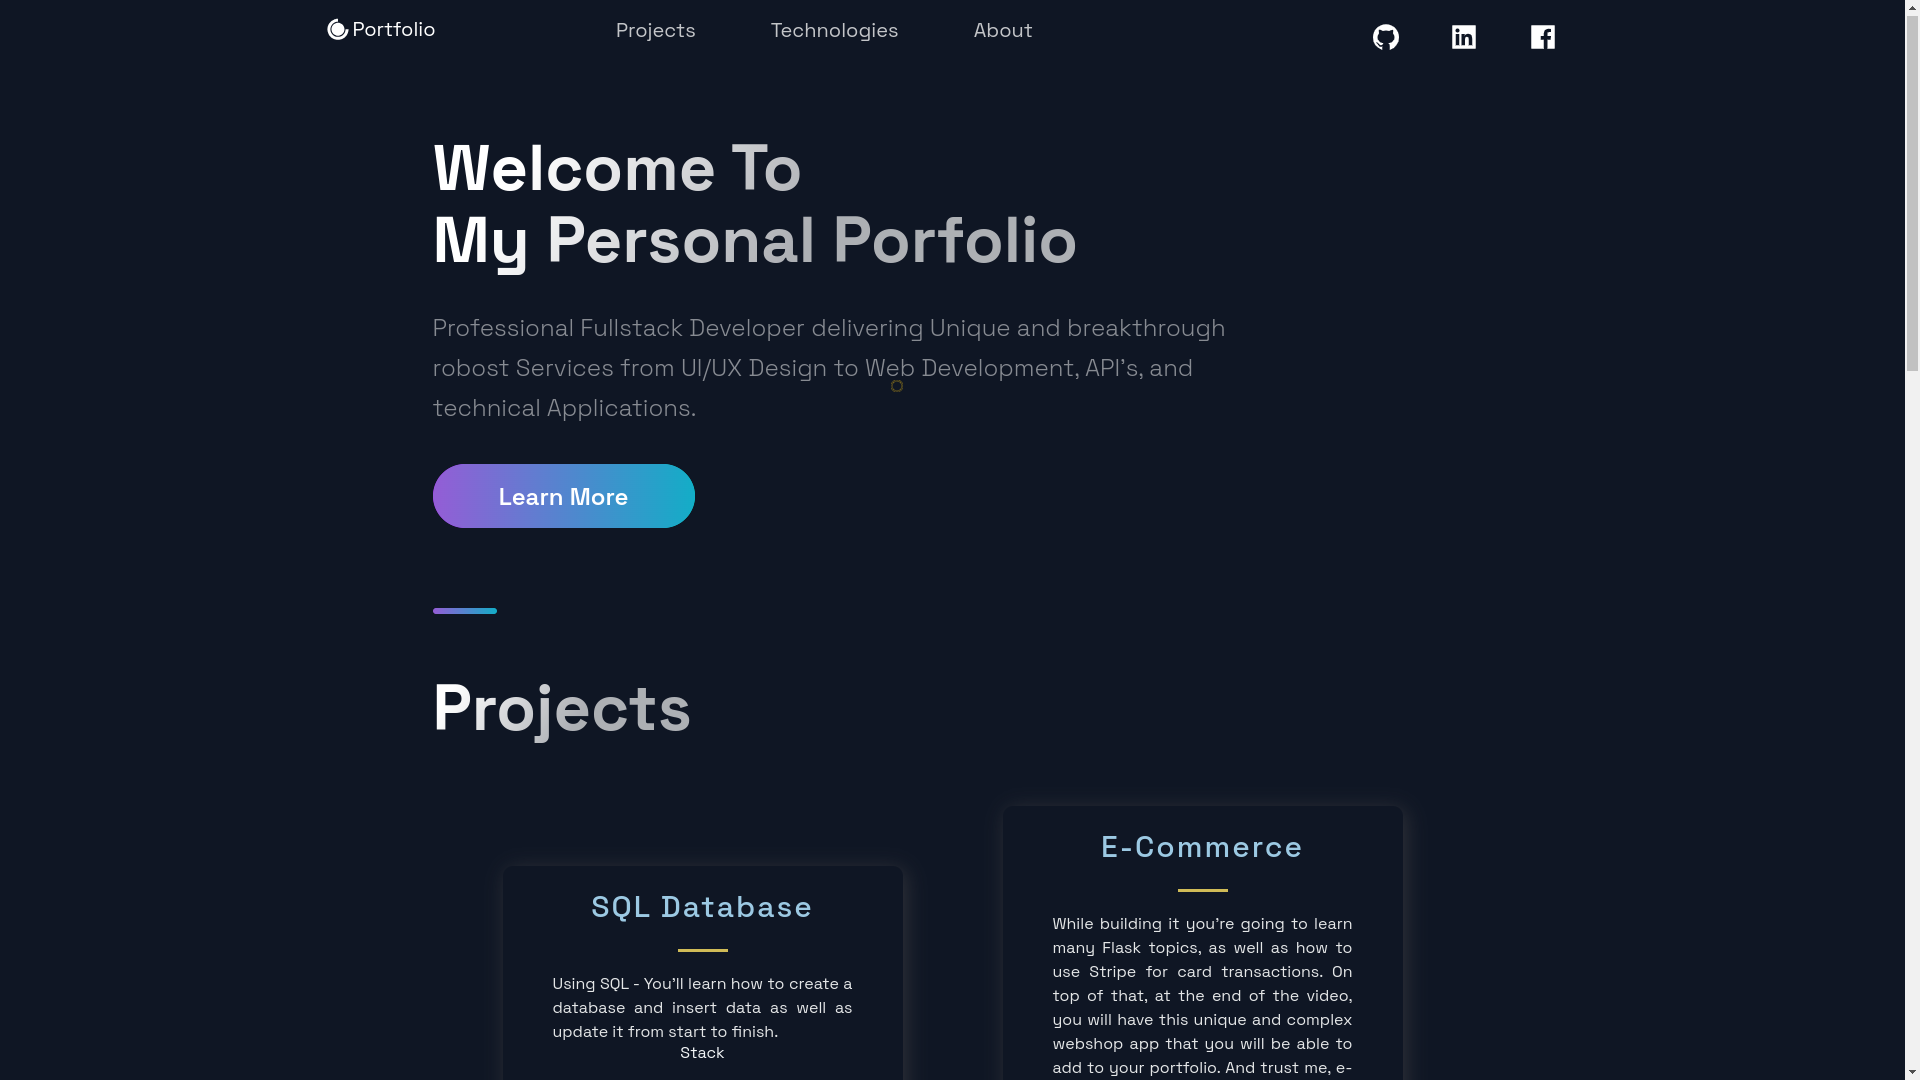 Portfolio
Projects
Technologies
About
Welcome To
My Personal Porfolio
Professional Fullstack Developer delivering Unique and breakthrough
robost Services from UI/UX Design to Web Development, API's, and
technical Applications.
Learn More
Projects
SQL Database
Using SQL - You'll learn how to create a
database and insert data as well as
update it from start to finish.
Stack
E-Commerce
While building it you're going to learn
many Flask topics, as well as how to
use Stripe for card transactions. On
top of that, at the end of the video,
you will have this unique and complex
webshop app that you will be able to
add to your portfolio. And trust me, e-